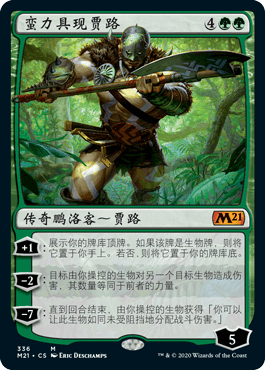 蛮力具现贾路 4
传奇鹏洛客～贾路 M21
+1: 展示你的牌库顶牌。如果该牌是生物牌，则将
它置于你手上。若否，则将它置于你的牌库底。
-2: 目标由你操控的生物对另一个目标生物造成伤
害，其数量等同于前者的力量。
-7: 直到回合结束，由你操控的生物获得「你可以
让此生物如同未受阻挡地分配战斗伤害。」
5
336 M
M21 • CS ERIC DESCHAMPS ™ & © 2020 Wizards of the Coast